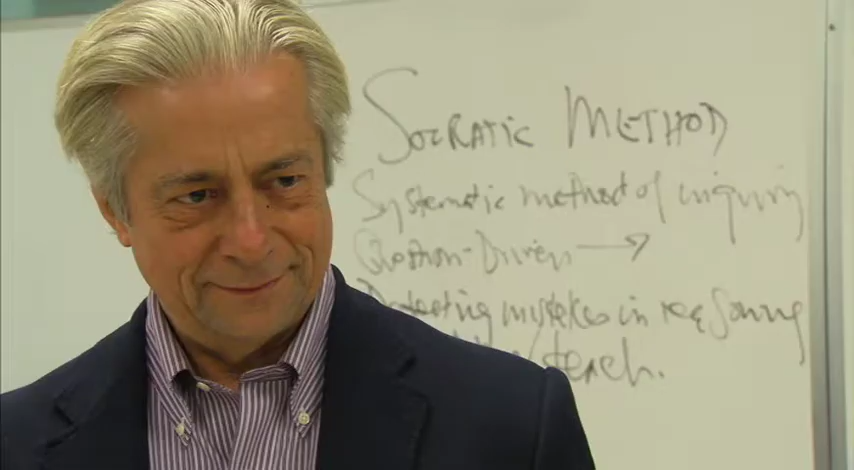 SOCRATIC METHOD
Systematic method of inquiry
Question-Driven →
Detecting mistakes in reasoning
/teach.